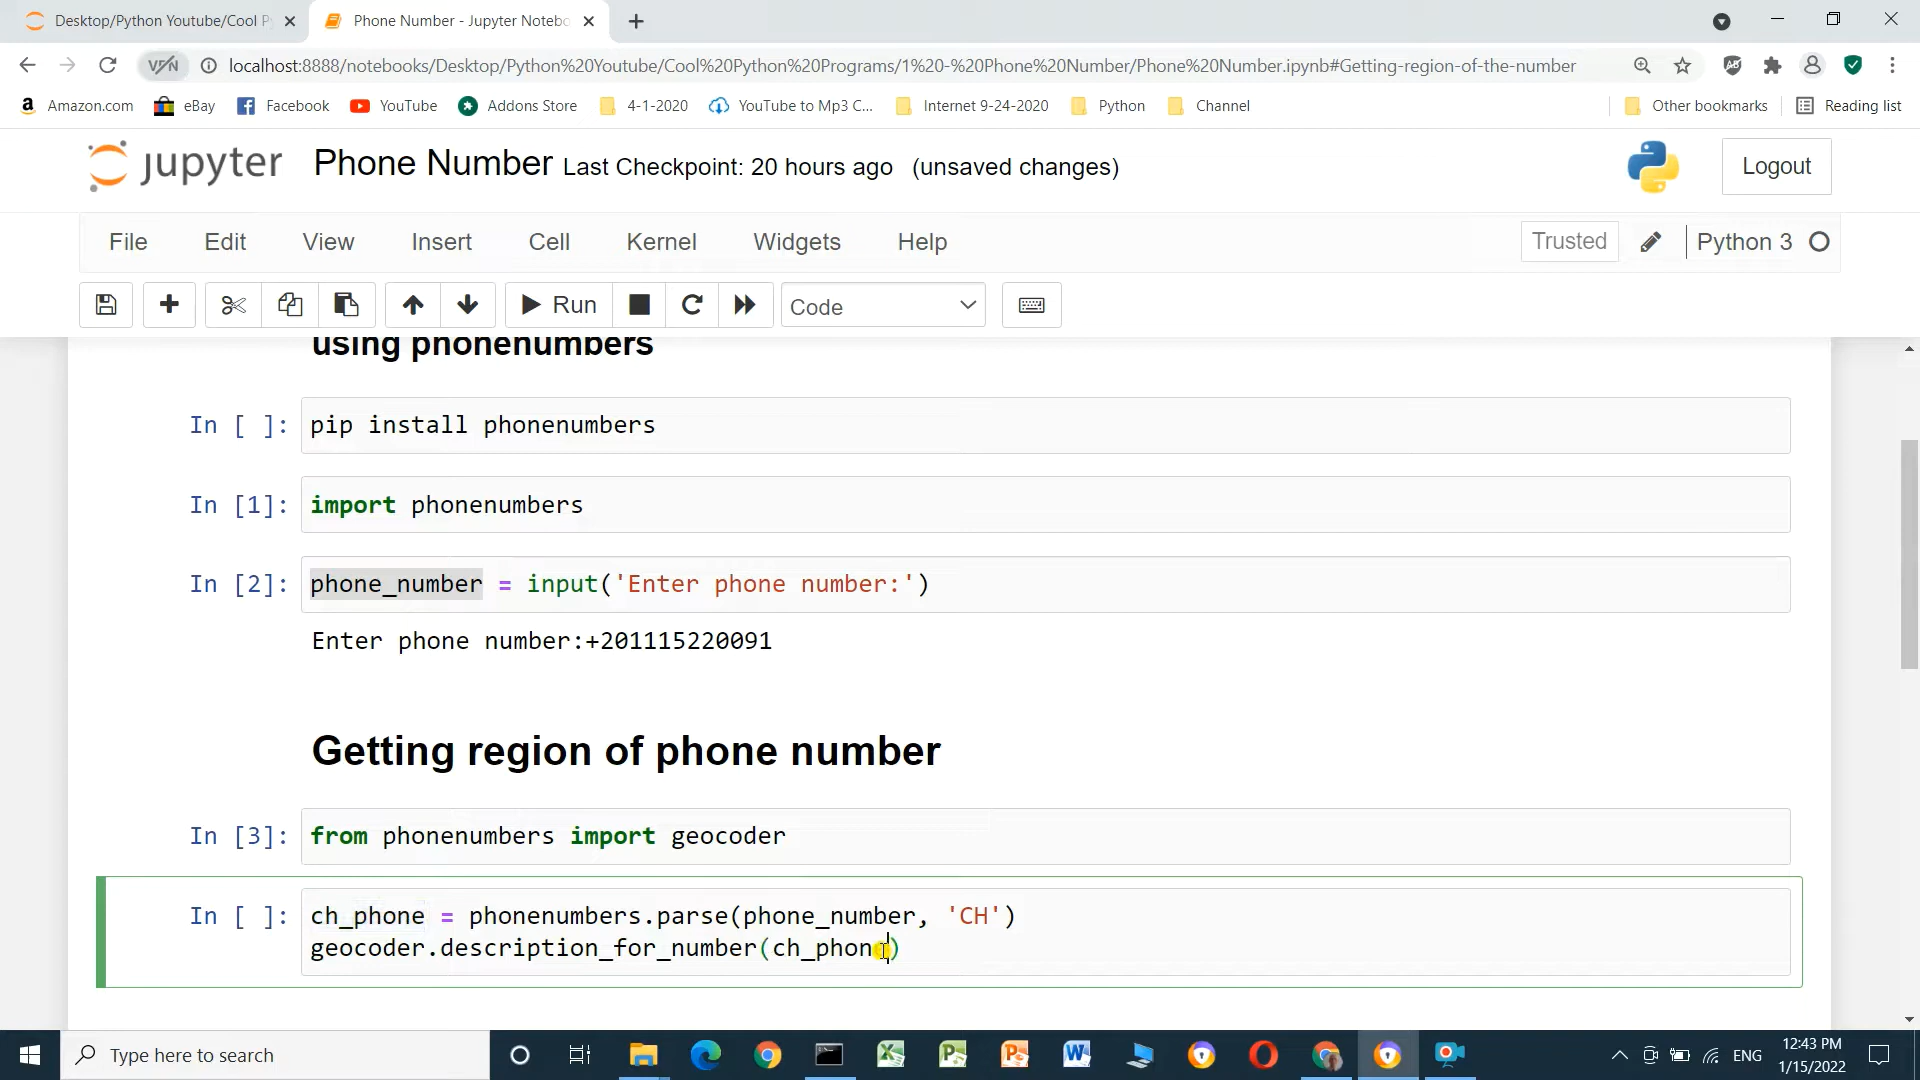 Desktop/Python Youtube/Cool P
Phone Number - Jupyter Notebo
VPN
localhost:8888/notebooks/Desktop/Python%20Youtube/Cool%20Python%20Programs/1%20-%20Phone%20Number/Phone%20Number.ipynb#Getting-region-of-the-number
Amazon.com
eBay
Facebook
YouTube
Addons Store
4-1-2020
YouTube to Mp3 C...
Internet 9-24-2020
Python
Channel
Other bookmarks
Reading list
jupyter
Phone Number Last Checkpoint: 20 hours ago (unsaved changes)
Logout
File Edit View Insert Cell Kernel Widgets Help
Trusted
Python 3
Run
Code
using phonenumbers
In [ ]: pip install phonenumbers
In [1]: import phonenumbers
In [2]: phone_number = input('Enter phone number:')
Enter phone number:+201115220091
Getting region of phone number
In [3]: from phonenumbers import geocoder
In [ ]: ch_phone = phonenumbers.parse(phone_number, 'CH')
geocoder.description_for_number(ch_phone)
Type here to search
ENG
12:43 PM
1/15/2022